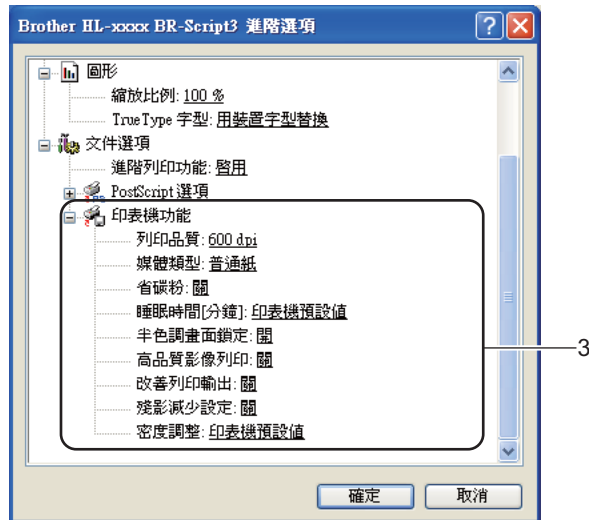 Brother HL-xxxx BR-Script3 進階選項
圖形
縮放比例: 100 %
TrueType 字型: 用裝置字型替換
文件選項
進階列印功能: 啓用
PostScript 選項
印表機功能
列印品質: 600 dpi
媒體類型: 普通紙
省碳粉: 關
睡眠時間[分鐘]: 印表機預設値
半色調畫面鎖定: 開
高品質影像列印: 關
改善列印輸出: 關
殘影減少設定: 關
密度調整: 印表機預設値
3
確定
取消